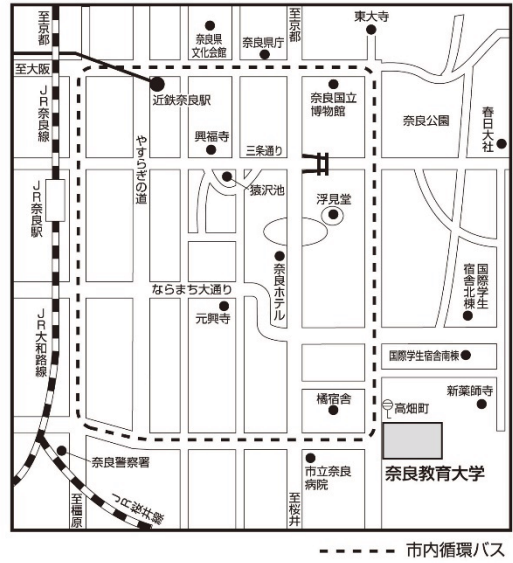 至京都
至京都
東大寺
奈良県
文化会館
奈良県庁
至大阪
近鉄奈良駅
奈良国立
博物館
奈良公園
春日大社
JR奈良線
やすらぎの道
興福寺
三条通り
猿沢池
浮見堂
JR奈良駅
奈良ホテル
国際学生
宿舎北棟
ならまち大通り
元興寺
JR大和路線
国際学生宿舎南棟
橘宿舎
高畑町
新薬師寺
奈良警察署
市立奈良
病院
奈良教育大学
JR桜井線
至橿原
至桜井
市内循環バス